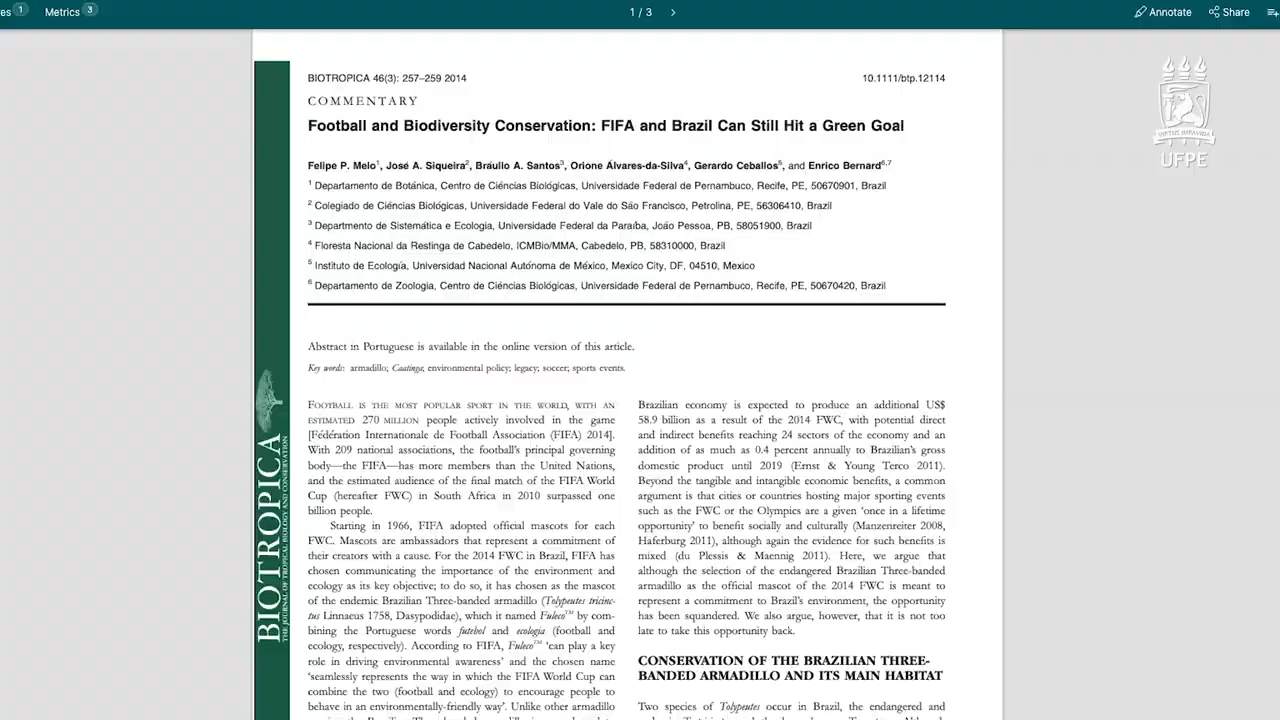 es 1 Metrics 3 1 / 3 > Annotate Share
BIOTROPICA 46(3): 257–259 2014 10.1111/btp.12114
COMMENTARY
Football and Biodiversity Conservation: FIFA and Brazil Can Still Hit a Green Goal
Felipe P. Melo1, José A. Siqueira2, Bráulio A. Santos3, Orione Álvares-da-Silva4, Gerardo Ceballos5, and Enrico Bernard6,7
1 Departamento de Botánica, Centro de Ciéncias Biológicas, Universidade Federal de Pernambuco, Recife, PE, 50670901, Brazil
2 Colegiado de Ciéncias Biológicas, Universidade Federal do Vale do São Francisco, Petrolina, PE, 56306410, Brazil
3 Departmento de Sistemática e Ecologia, Universidade Federal da Paraíba, João Pessoa, PB, 58051900, Brazil
4 Floresta Nacional da Restinga de Cabedelo, ICMBio/MMA, Cabedelo, PB, 58310000, Brazil
5 Instituto de Ecología, Universidad Nacional Autónoma de México, Mexico City, DF, 04510, Mexico
6 Departamento de Zoologia, Centro de Ciéncias Biológicas, Universidade Federal de Pernambuco, Recife, PE, 50670420, Brazil
Abstract in Portuguese is available in the online version of this article.
Key words: armadillo; Caatinga; environmental policy; legacy; soccer; sports events.
FOOTBALL IS THE MOST POPULAR SPORT IN THE WORLD, WITH AN
ESTIMATED 270 MILLION people actively involved in the game
[Fédération Internationale de Football Association (FIFA) 2014].
With 209 national associations, the football's principal governing
body—the FIFA—has more members than the United Nations,
and the estimated audience of the final match of the FIFA World
Cup (hereafter FWC) in South Africa in 2010 surpassed one
billion people.
Starting in 1966, FIFA adopted official mascots for each
FWC. Mascots are ambassadors that represent a commitment of
their creators with a cause. For the 2014 FWC in Brazil, FIFA has
chosen communicating the importance of the environment and
ecology as its key objective; to do so, it has chosen as the mascot
of the endemic Brazilian Three-banded armadillo (Tolypeutes tricinc-
tus Linnaeus 1758, Dasypodidae), which it named Fuleco™ by com-
bining the Portuguese words futebol and ecologia (football and
ecology, respectively). According to FIFA, Fuleco™ 'can play a key
role in driving environmental awareness' and the chosen name
'seamlessly represents the way in which the FIFA World Cup can
combine the two (football and ecology) to encourage people to
behave in an environmentally-friendly way'. Unlike other armadillo
Brazilian economy is expected to produce an additional US$
58.9 billion as a result of the 2014 FWC, with potential direct
and indirect benefits reaching 24 sectors of the economy and an
addition of as much as 0.4 percent annually to Brazilian's gross
domestic product until 2019 (Ernst & Young Terco 2011).
Beyond the tangible and intangible economic benefits, a common
argument is that cities or countries hosting major sporting events
such as the FWC or the Olympics are a given 'once in a lifetime
opportunity' to benefit socially and culturally (Manzenreiter 2008,
Haferburg 2011), although again the evidence for such benefits is
mixed (du Plessis & Maennig 2011). Here, we argue that
although the selection of the endangered Brazilian Three-banded
armadillo as the official mascot of the 2014 FWC is meant to
represent a commitment to Brazil's environment, the opportunity
has been squandered. We also argue, however, that it is not too
late to take this opportunity back.
CONSERVATION OF THE BRAZILIAN THREE-
BANDED ARMADILLO AND ITS MAIN HABITAT
Two species of Tolypeutes occur in Brazil, the endangered and
BIOTROPICA
THE JOURNAL OF TROPICAL BIOLOGY AND CONSERVATION
VIRTUS IMPAVIDA
UFPE